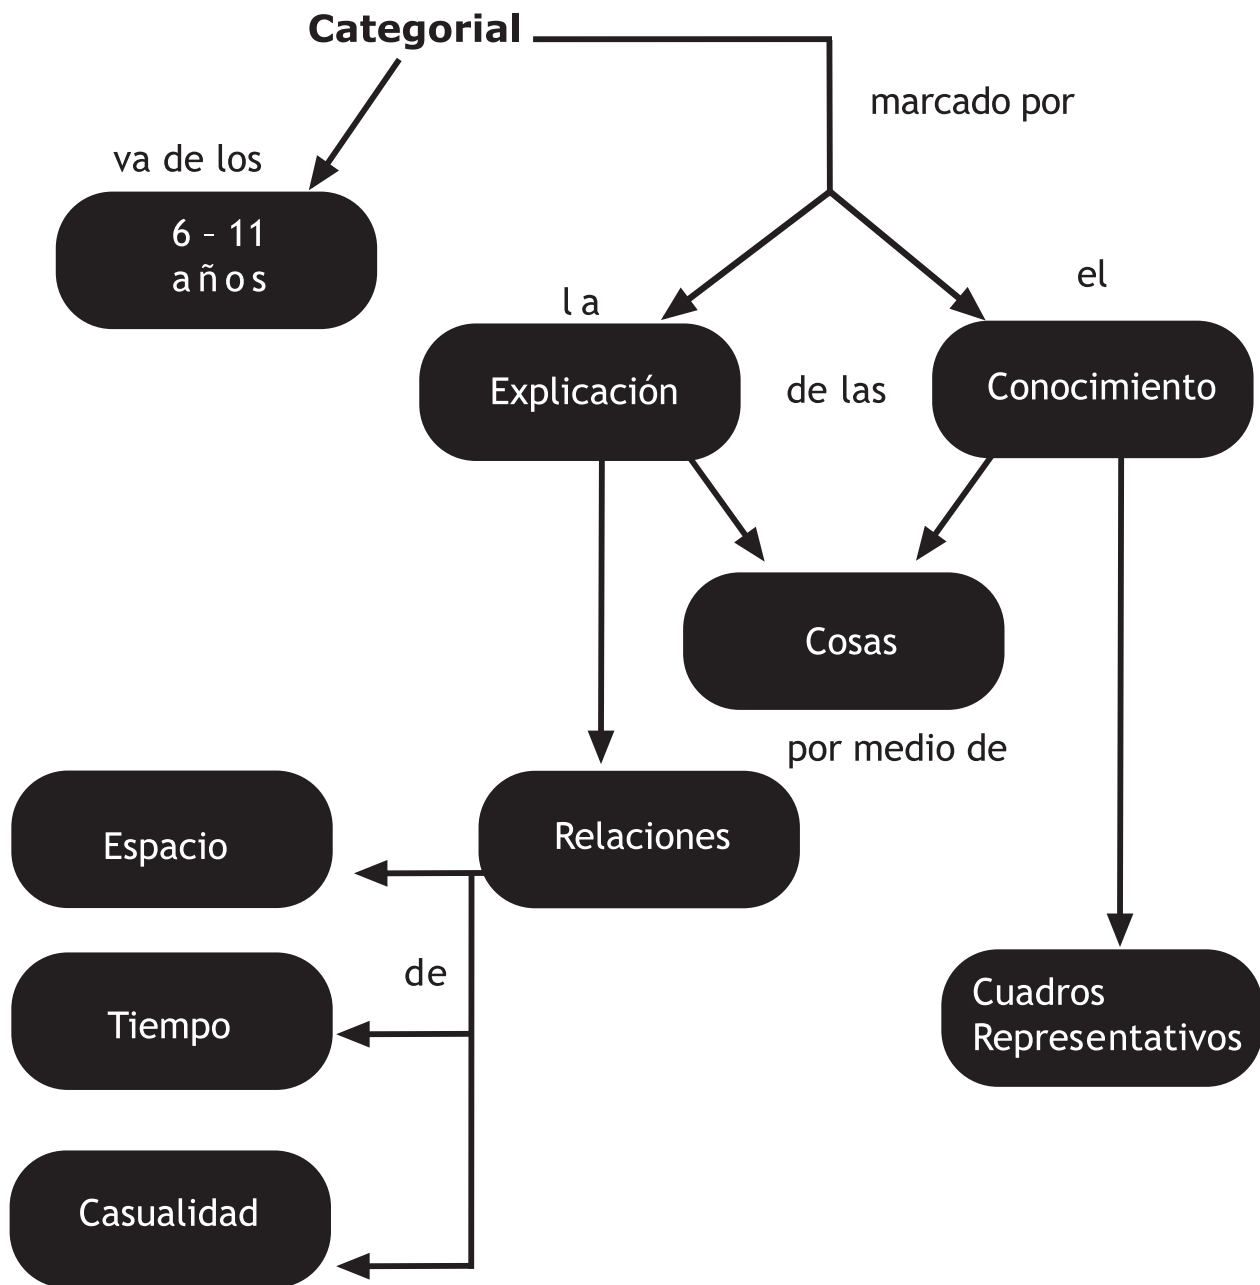 Categorial
marcado por
va de los
6 - 11
años
la
el
Explicación
de las
Conocimiento
Cosas
por medio de
Espacio
Relaciones
de
Tiempo
Cuadros
Representativos
Casualidad